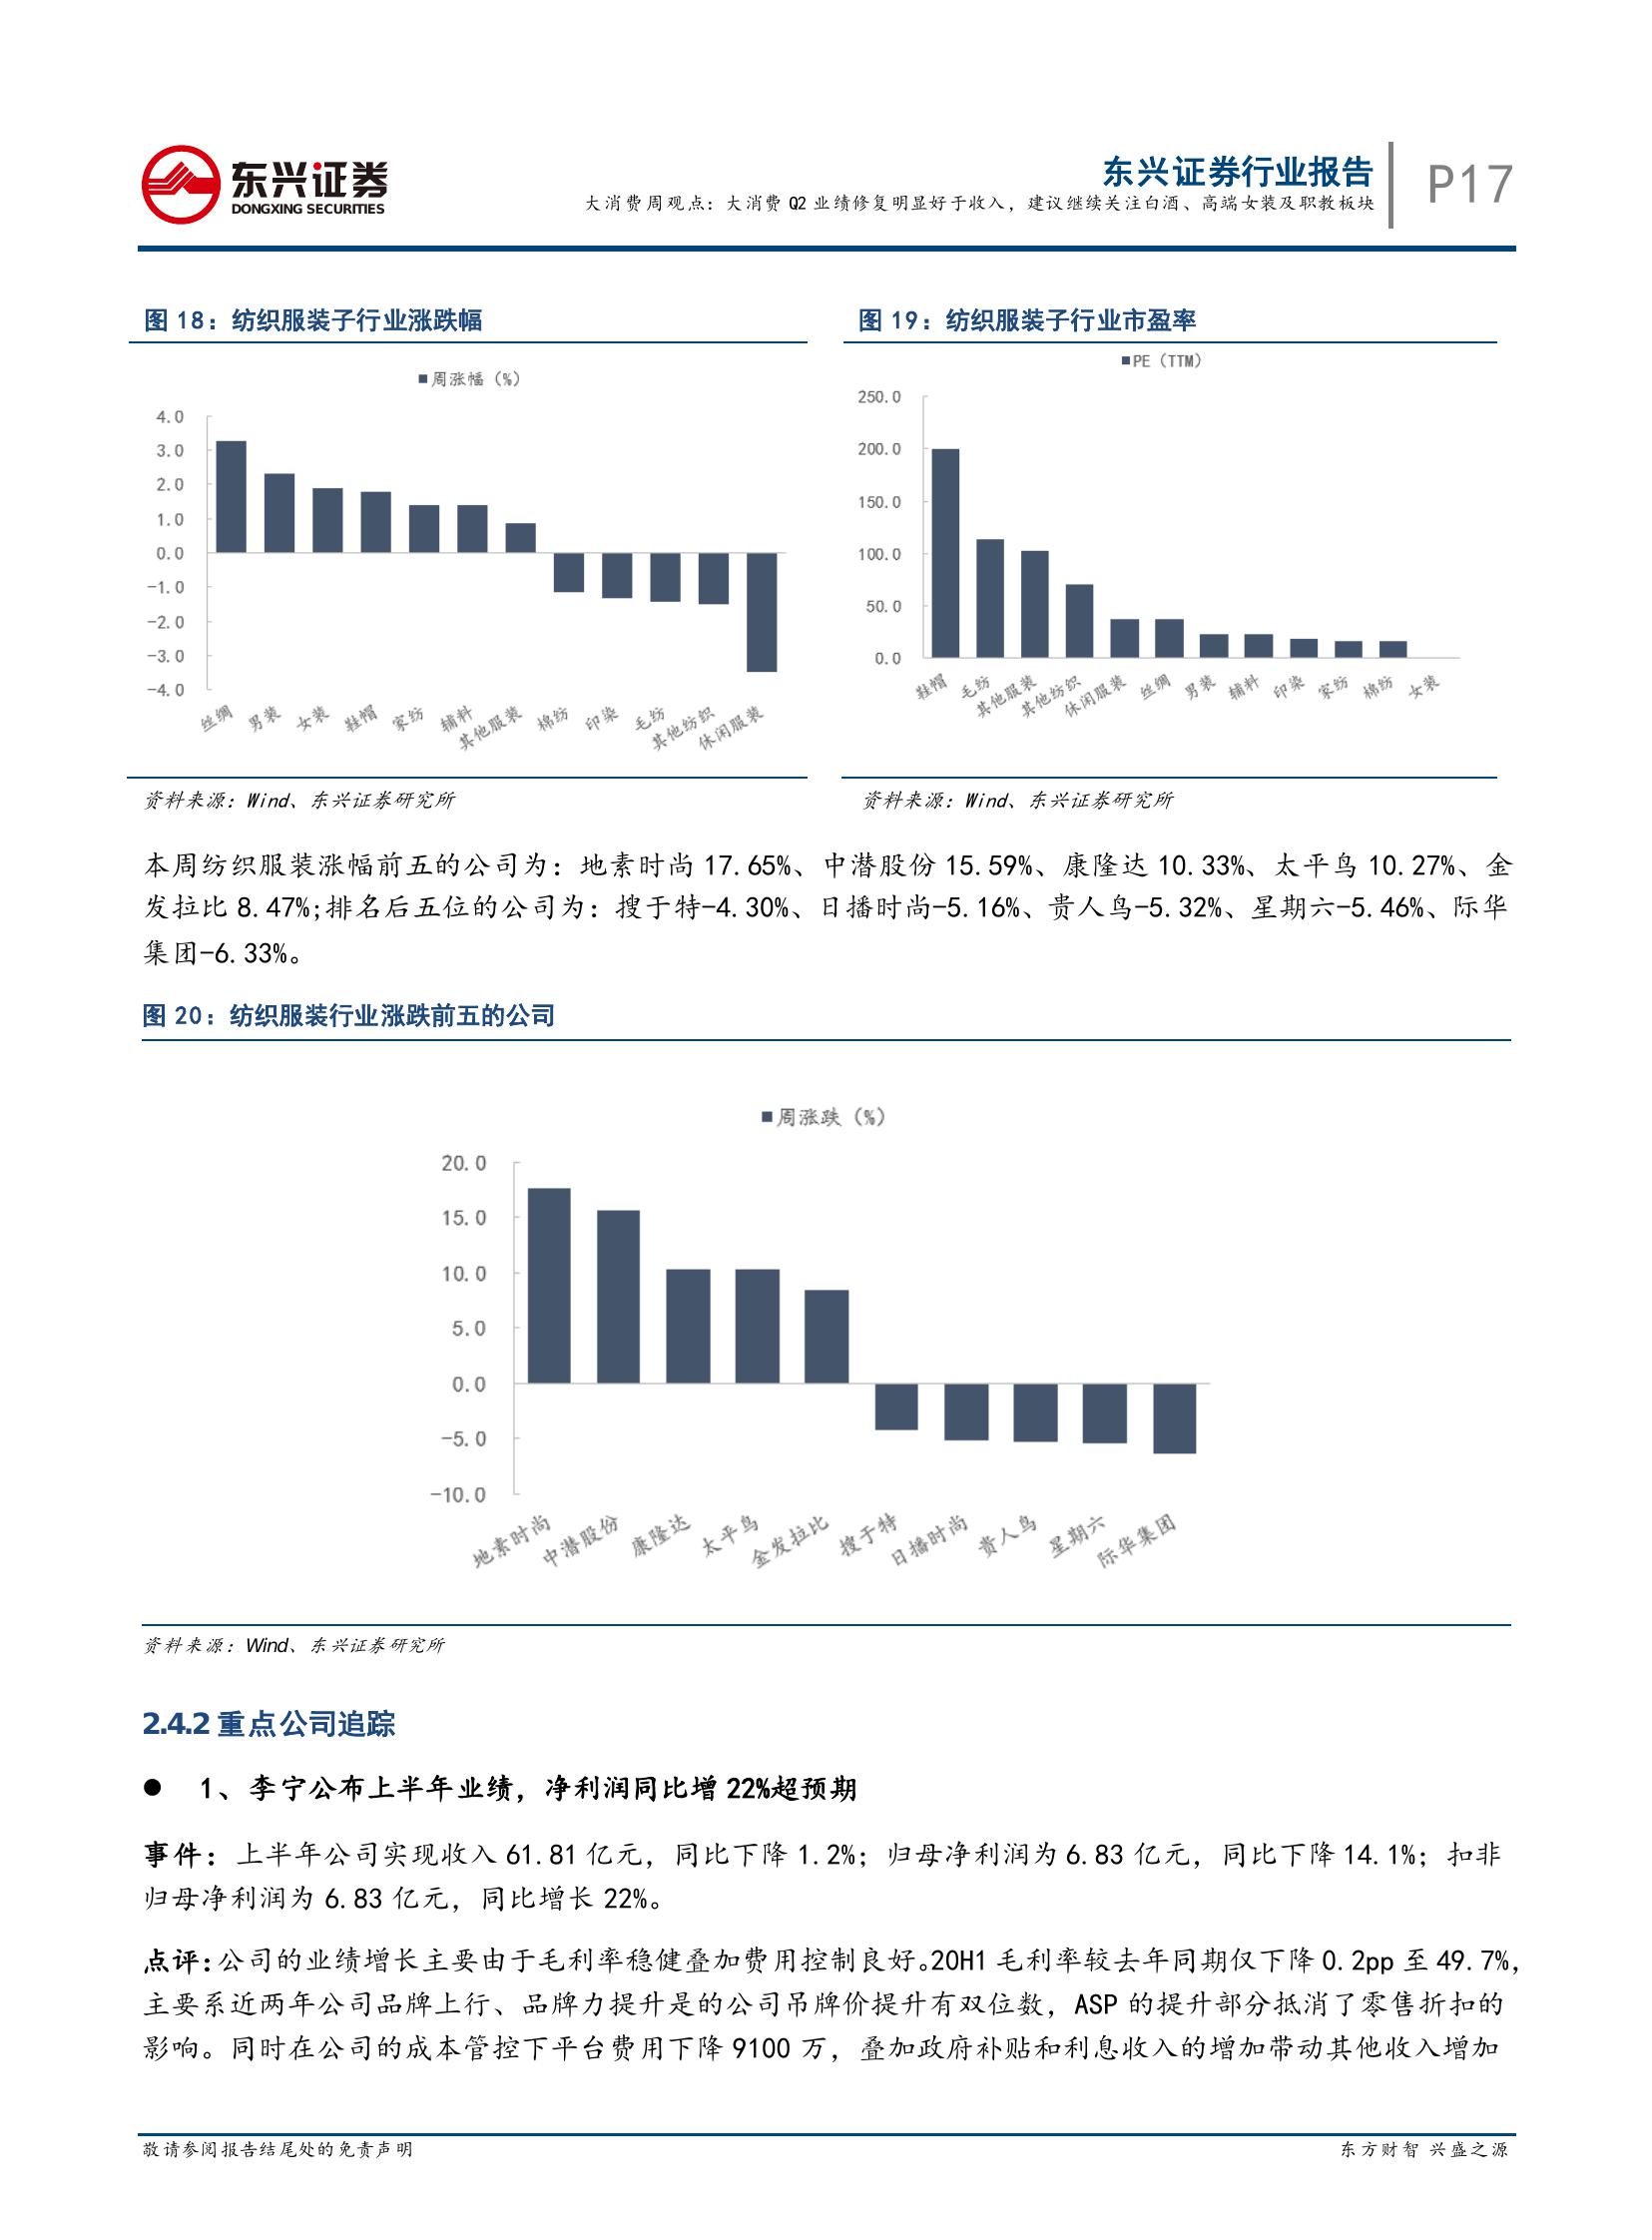 东兴证券
DONGXING SECURITIES
东兴证券行业报告
大消费周观点：大消费 Q2 业绩修复明显好于收入，建议继续关注白酒、高端女装及职教板块
P17
图 18：纺织服装子行业涨跌幅
周涨幅（%）
4.0
3.0
2.0
1.0
0.0
-1.0
-2.0
-3.0
-4.0
丝绸 男装 女装 鞋帽 家纺 辅料 其他服装 棉纺 印染 毛纺 其他纺织 休闲服装
资料来源：Wind、东兴证券研究所
图 19：纺织服装子行业市盈率
PE（TTM）
250.0
200.0
150.0
100.0
50.0
0.0
鞋帽 毛纺 其他服装 其他纺织 休闲服装 丝绸 男装 辅料 印染 家纺 棉纺 女装
资料来源：Wind、东兴证券研究所
本周纺织服装涨幅前五的公司为：地素时尚 17.65%、中潜股份 15.59%、康隆达 10.33%、太平鸟 10.27%、金
发拉比 8.47%;排名后五位的公司为：搜于特-4.30%、日播时尚-5.16%、贵人鸟-5.32%、星期六-5.46%、际华
集团-6.33%。
图 20：纺织服装行业涨跌前五的公司
周涨跌（%）
20.0
15.0
10.0
5.0
0.0
-5.0
-10.0
地素时尚 中潜股份 康隆达 太平鸟 金发拉比 搜于特 日播时尚 贵人鸟 星期六 际华集团
资料来源：Wind、东兴证券研究所
2.4.2 重点公司追踪
● 1、李宁公布上半年业绩，净利润同比增 22%超预期
事件：上半年公司实现收入 61.81 亿元，同比下降 1.2%；归母净利润为 6.83 亿元，同比下降 14.1%；扣非
归母净利润为 6.83 亿元，同比增长 22%。
点评：公司的业绩增长主要由于毛利率稳健叠加费用控制良好。20H1 毛利率较去年同期仅下降 0.2pp 至 49.7%，
主要系近两年公司品牌上行、品牌力提升是的公司吊牌价提升有双位数，ASP 的提升部分抵消了零售折扣的
影响。同时在公司的成本管控下平台费用下降 9100 万，叠加政府补贴和利息收入的增加带动其他收入增加
敬请参阅报告结尾处的免责声明
东方财智 兴盛之源